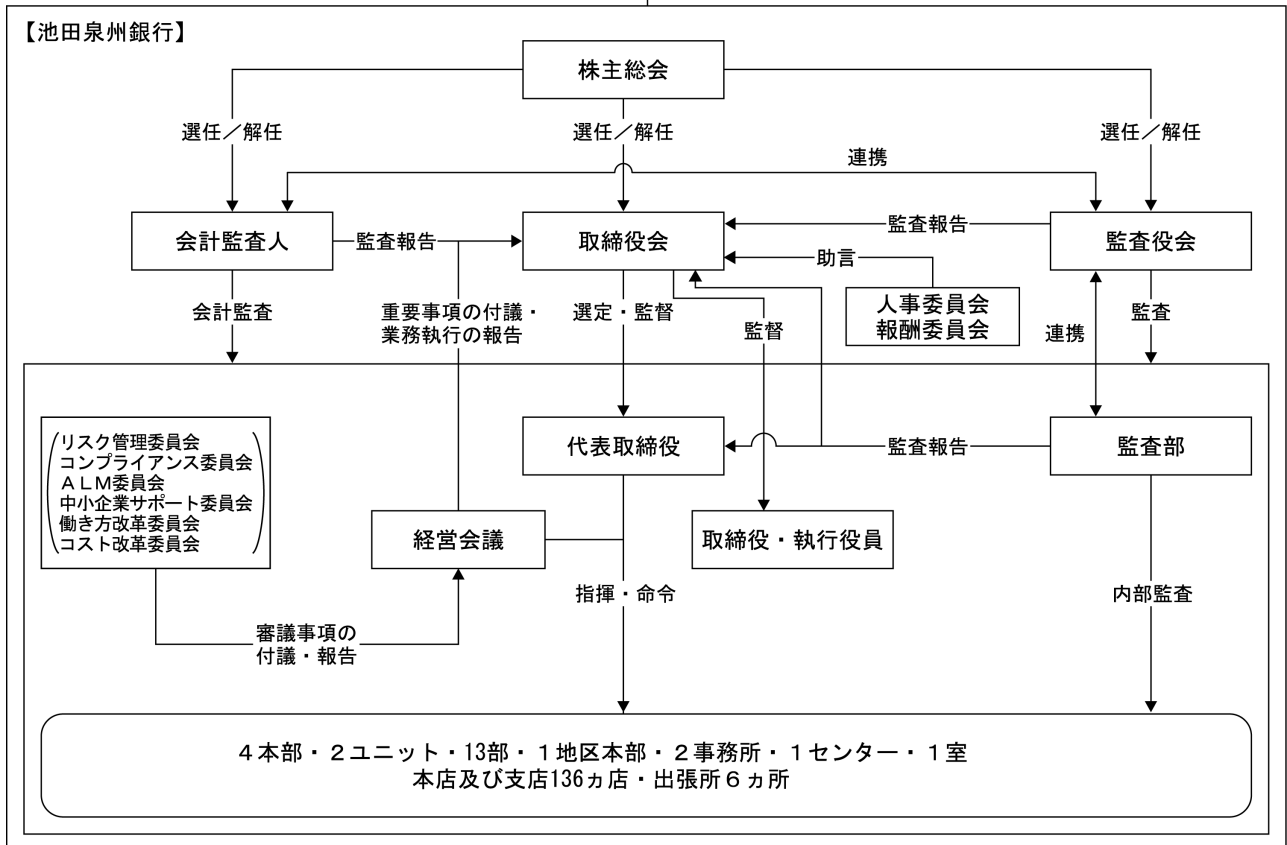 【池田泉州銀行】
株主総会
選任／解任
選任／解任
選任／解任
連携
会計監査人
監査報告
取締役会
監査報告
監査役会
助言
人事委員会
報酬委員会
会計監査
重要事項の付議・
業務執行の報告
選定・監督
監督
連携
監査
リスク管理委員会
コンプライアンス委員会
ＡＬＭ委員会
中小企業サポート委員会
働き方改革委員会
コスト改革委員会
代表取締役
監査報告
監査部
経営会議
取締役・執行役員
指揮・命令
内部監査
審議事項の
付議・報告
４本部・２ユニット・13部・１地区本部・２事務所・１センター・１室
本店及び支店136ヵ店・出張所６ヵ所